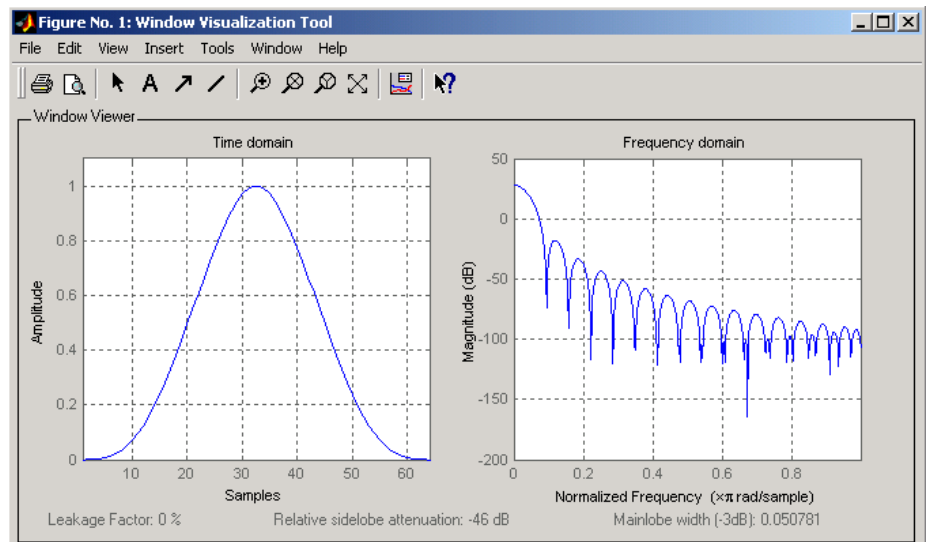 Figure No. 1: Window Visualization Tool
File Edit View Insert Tools Window Help
A
Window Viewer
Time domain
1
0.8
0.6
0.4
0.2
0
Amplitude
10 20 30 40 50 60
Samples
Frequency domain
50
0
-50
-100
-150
-200
Magnitude (dB)
0 0.2 0.4 0.6 0.8
Normalized Frequency (×π rad/sample)
Leakage Factor: 0 % Relative sidelobe attenuation: -46 dB Mainlobe width (-3dB): 0.050781